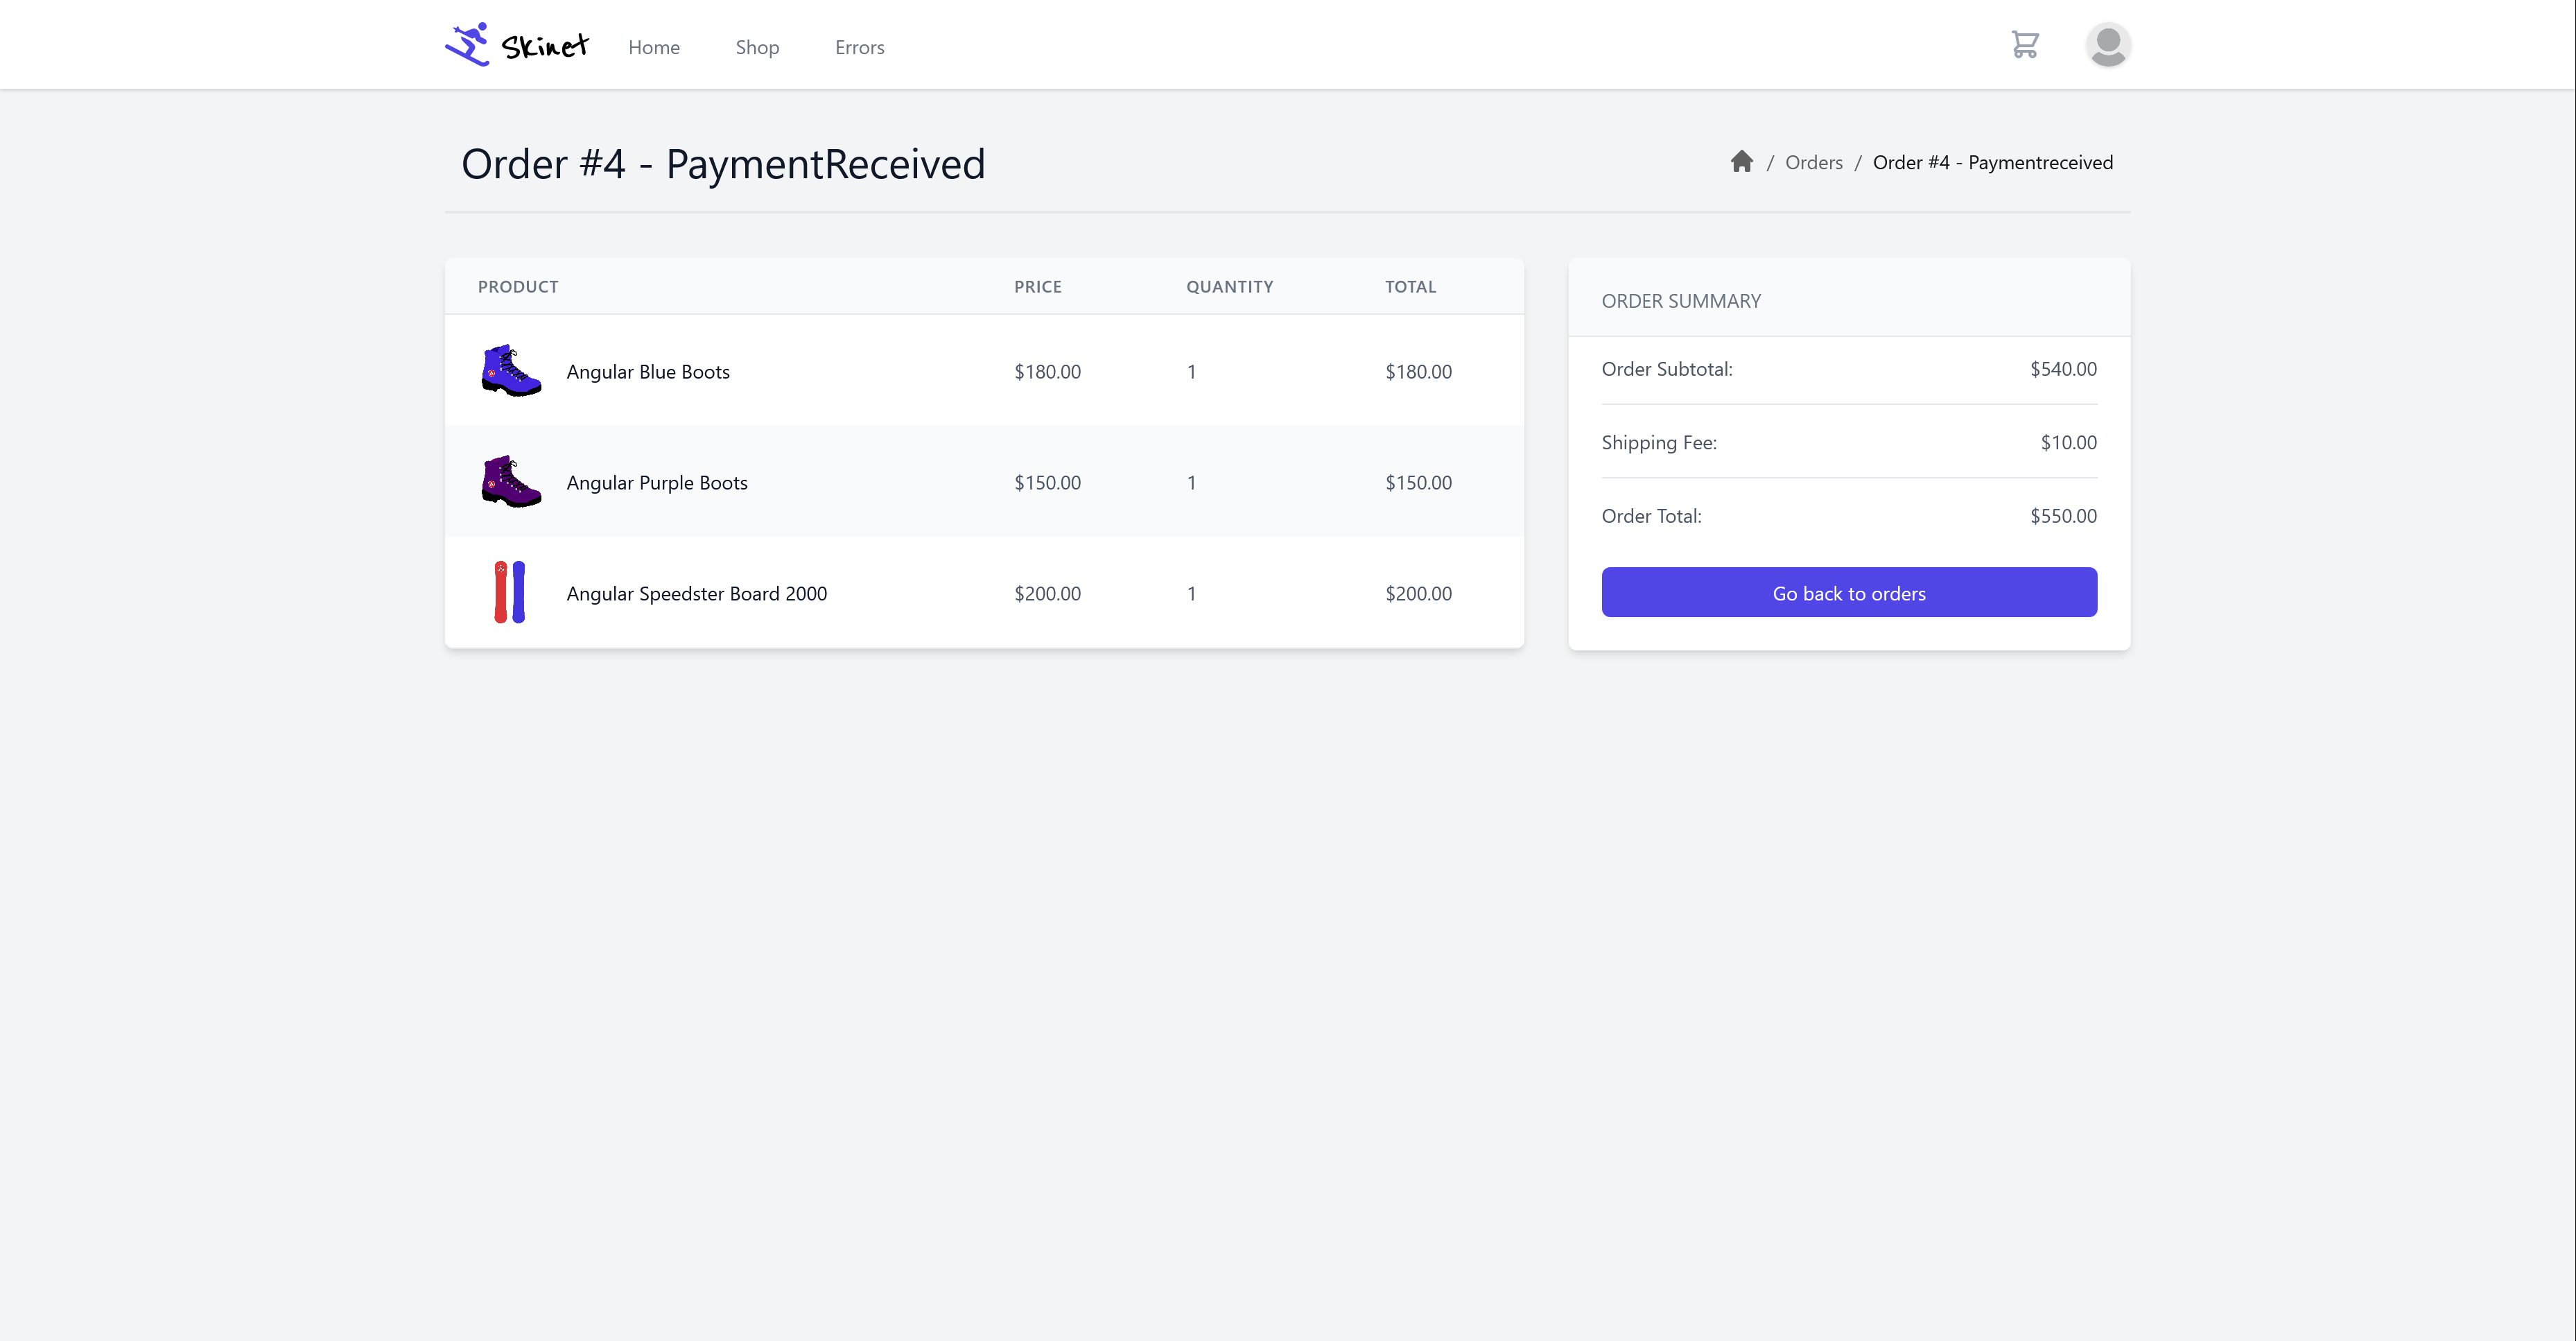 Skinet Home Shop Errors
Order #4 - PaymentReceived
/ Orders / Order #4 - Paymentreceived
PRODUCT PRICE QUANTITY TOTAL
Angular Blue Boots $180.00 1 $180.00
Angular Purple Boots $150.00 1 $150.00
Angular Speedster Board 2000 $200.00 1 $200.00
ORDER SUMMARY
Order Subtotal: $540.00
Shipping Fee: $10.00
Order Total: $550.00
Go back to orders